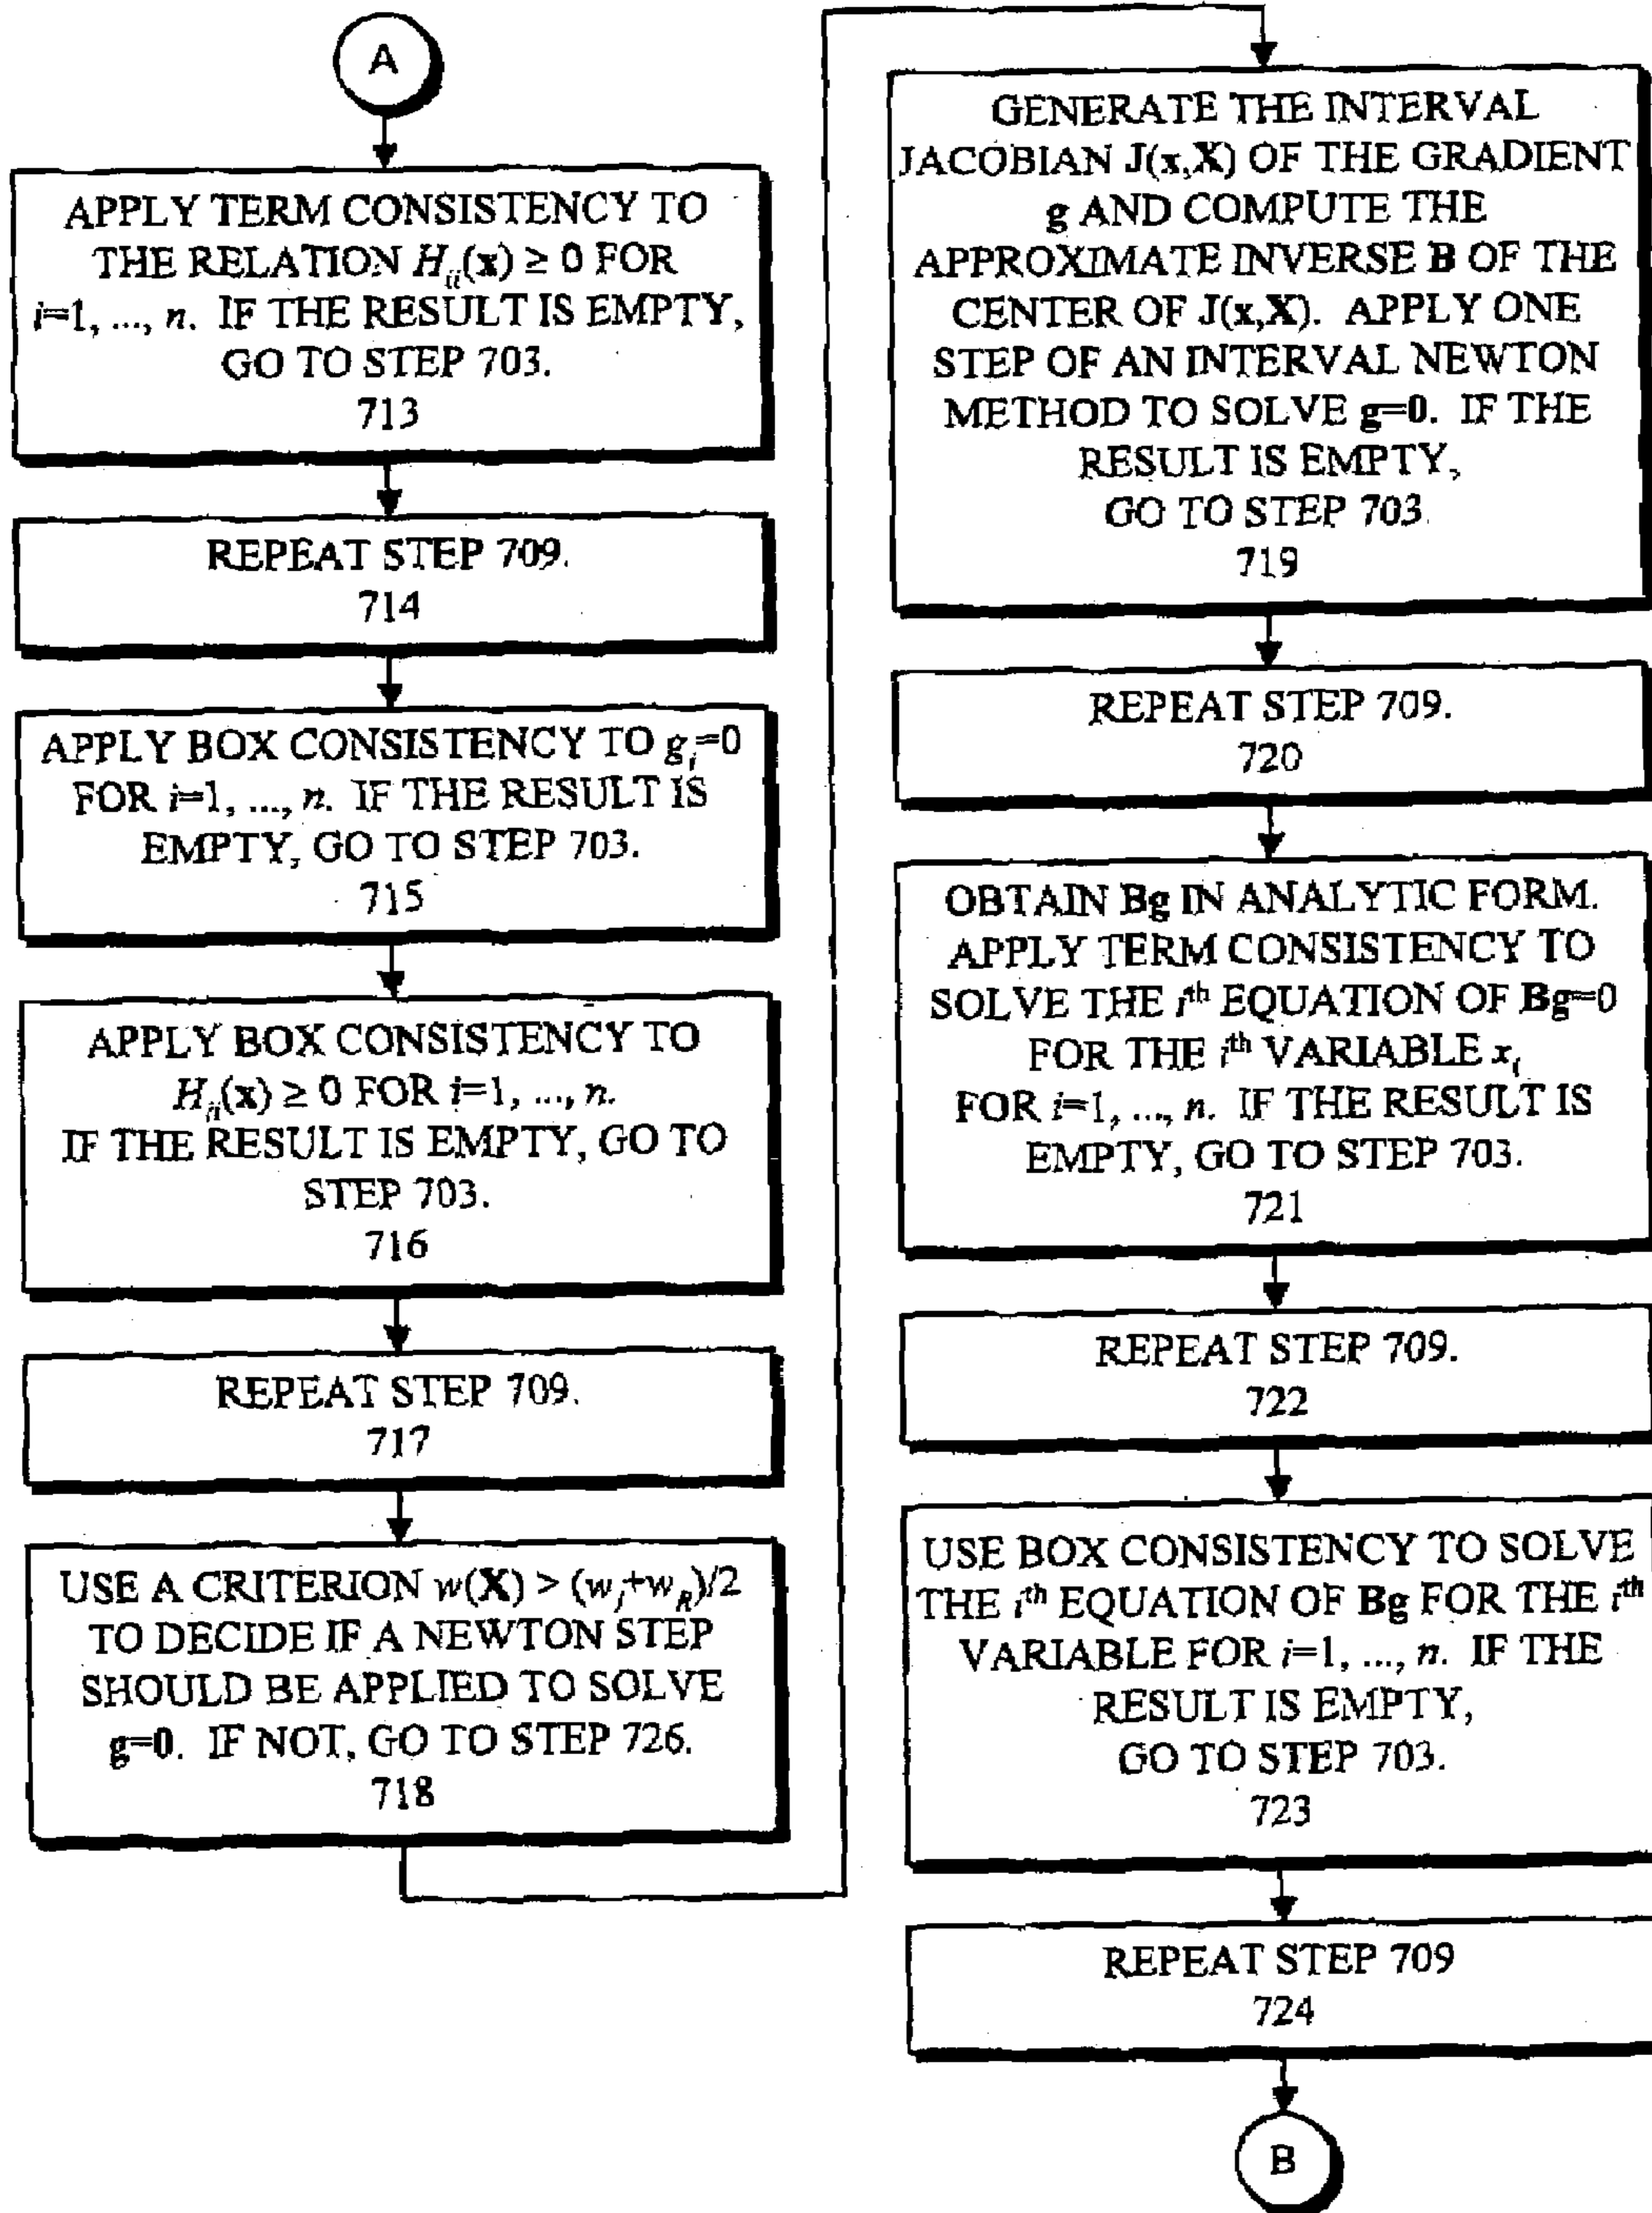 A
APPLY TERM CONSISTENCY TO
THE RELATION H_ii(x) ≥ 0 FOR
i=1, ..., n. IF THE RESULT IS EMPTY,
GO TO STEP 703.
713
REPEAT STEP 709.
714
APPLY BOX CONSISTENCY TO g_i=0
FOR i=1, ..., n. IF THE RESULT IS
EMPTY, GO TO STEP 703.
715
APPLY BOX CONSISTENCY TO
H_ii(x) ≥ 0 FOR i=1, ..., n.
IF THE RESULT IS EMPTY, GO TO
STEP 703.
716
REPEAT STEP 709.
717
USE A CRITERION w(X) > (w_I+w_R)/2
TO DECIDE IF A NEWTON STEP
SHOULD BE APPLIED TO SOLVE
g=0. IF NOT, GO TO STEP 726.
718
GENERATE THE INTERVAL
JACOBIAN J(x,X) OF THE GRADIENT
g AND COMPUTE THE
APPROXIMATE INVERSE B OF THE
CENTER OF J(x,X). APPLY ONE
STEP OF AN INTERVAL NEWTON
METHOD TO SOLVE g=0. IF THE
RESULT IS EMPTY,
GO TO STEP 703.
719
REPEAT STEP 709.
720
OBTAIN Bg IN ANALYTIC FORM.
APPLY TERM CONSISTENCY TO
SOLVE THE i^th EQUATION OF Bg=0
FOR THE i^th VARIABLE x_i
FOR i=1, ..., n. IF THE RESULT IS
EMPTY, GO TO STEP 703.
721
REPEAT STEP 709.
722
USE BOX CONSISTENCY TO SOLVE
THE i^th EQUATION OF Bg FOR THE i^th
VARIABLE FOR i=1, ..., n. IF THE
RESULT IS EMPTY,
GO TO STEP 703.
723
REPEAT STEP 709
724
B